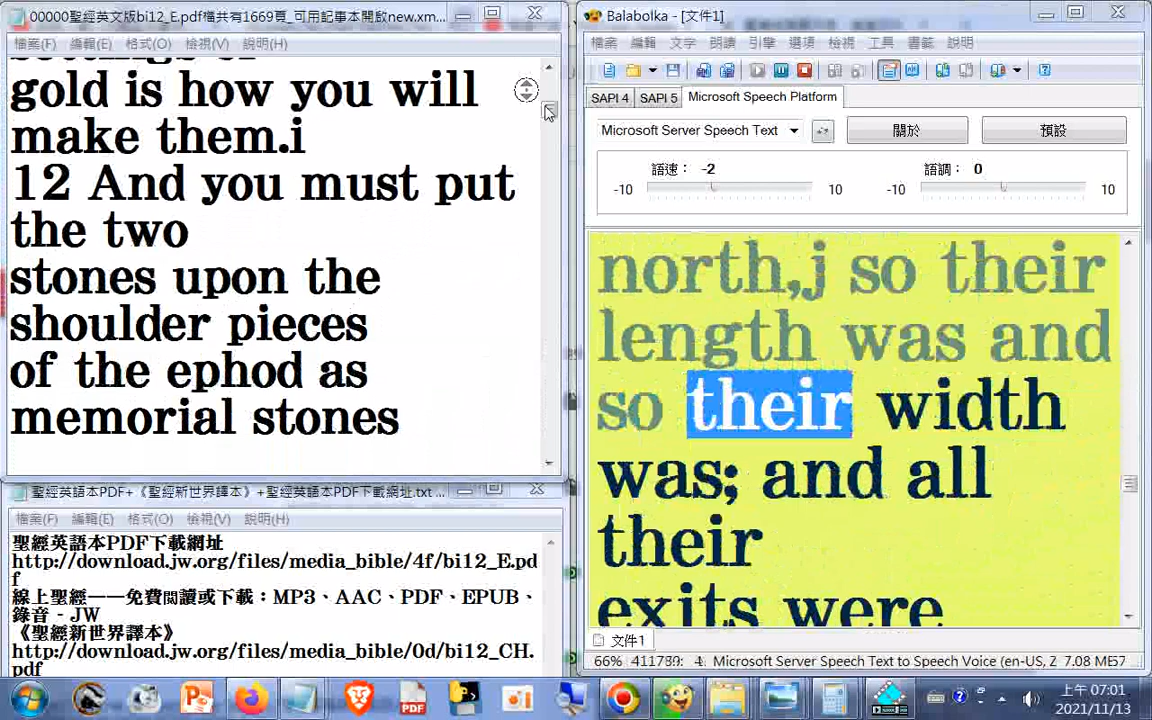 00000聖經英文版bi12_E.pdf檔共有1669頁_可用記事本開啟new.xm...
檔案(F) 編輯(E) 格式(O) 檢視(V) 說明(H)
settings of
gold is how you will
make them.i
12 And you must put
the two
stones upon the
shoulder pieces
of the ephod as
memorial stones
聖經英語本PDF+《聖經新世界譯本》+聖經英語本PDF下載網址.txt ...
檔案(F) 編輯(E) 格式(O) 檢視(V) 說明(H)
聖經英語本PDF下載網址
http://download.jw.org/files/media_bible/4f/bi12_E.pd
f
線上聖經──免費閱讀或下載：MP3、AAC、PDF、EPUB、
錄音 - JW
《聖經新世界譯本》
http://download.jw.org/files/media_bible/0d/bi12_CH.
pdf
Balabolka - [文件1]
檔案 編輯 文字 朗讀 引擎 選項 檢視 工具 書籤 說明
SAPI 4 SAPI 5 Microsoft Speech Platform
Microsoft Server Speech Text 關於 預設
語速： -2 語調： 0
-10 10 -10 10
north,j so their
length was and
so their width
was; and all
their
exits were
文件1
66% 411789: 4 Microsoft Server Speech Text to Speech Voice (en-US, Z 7.08 ME57
上午 07:01
2021/11/13